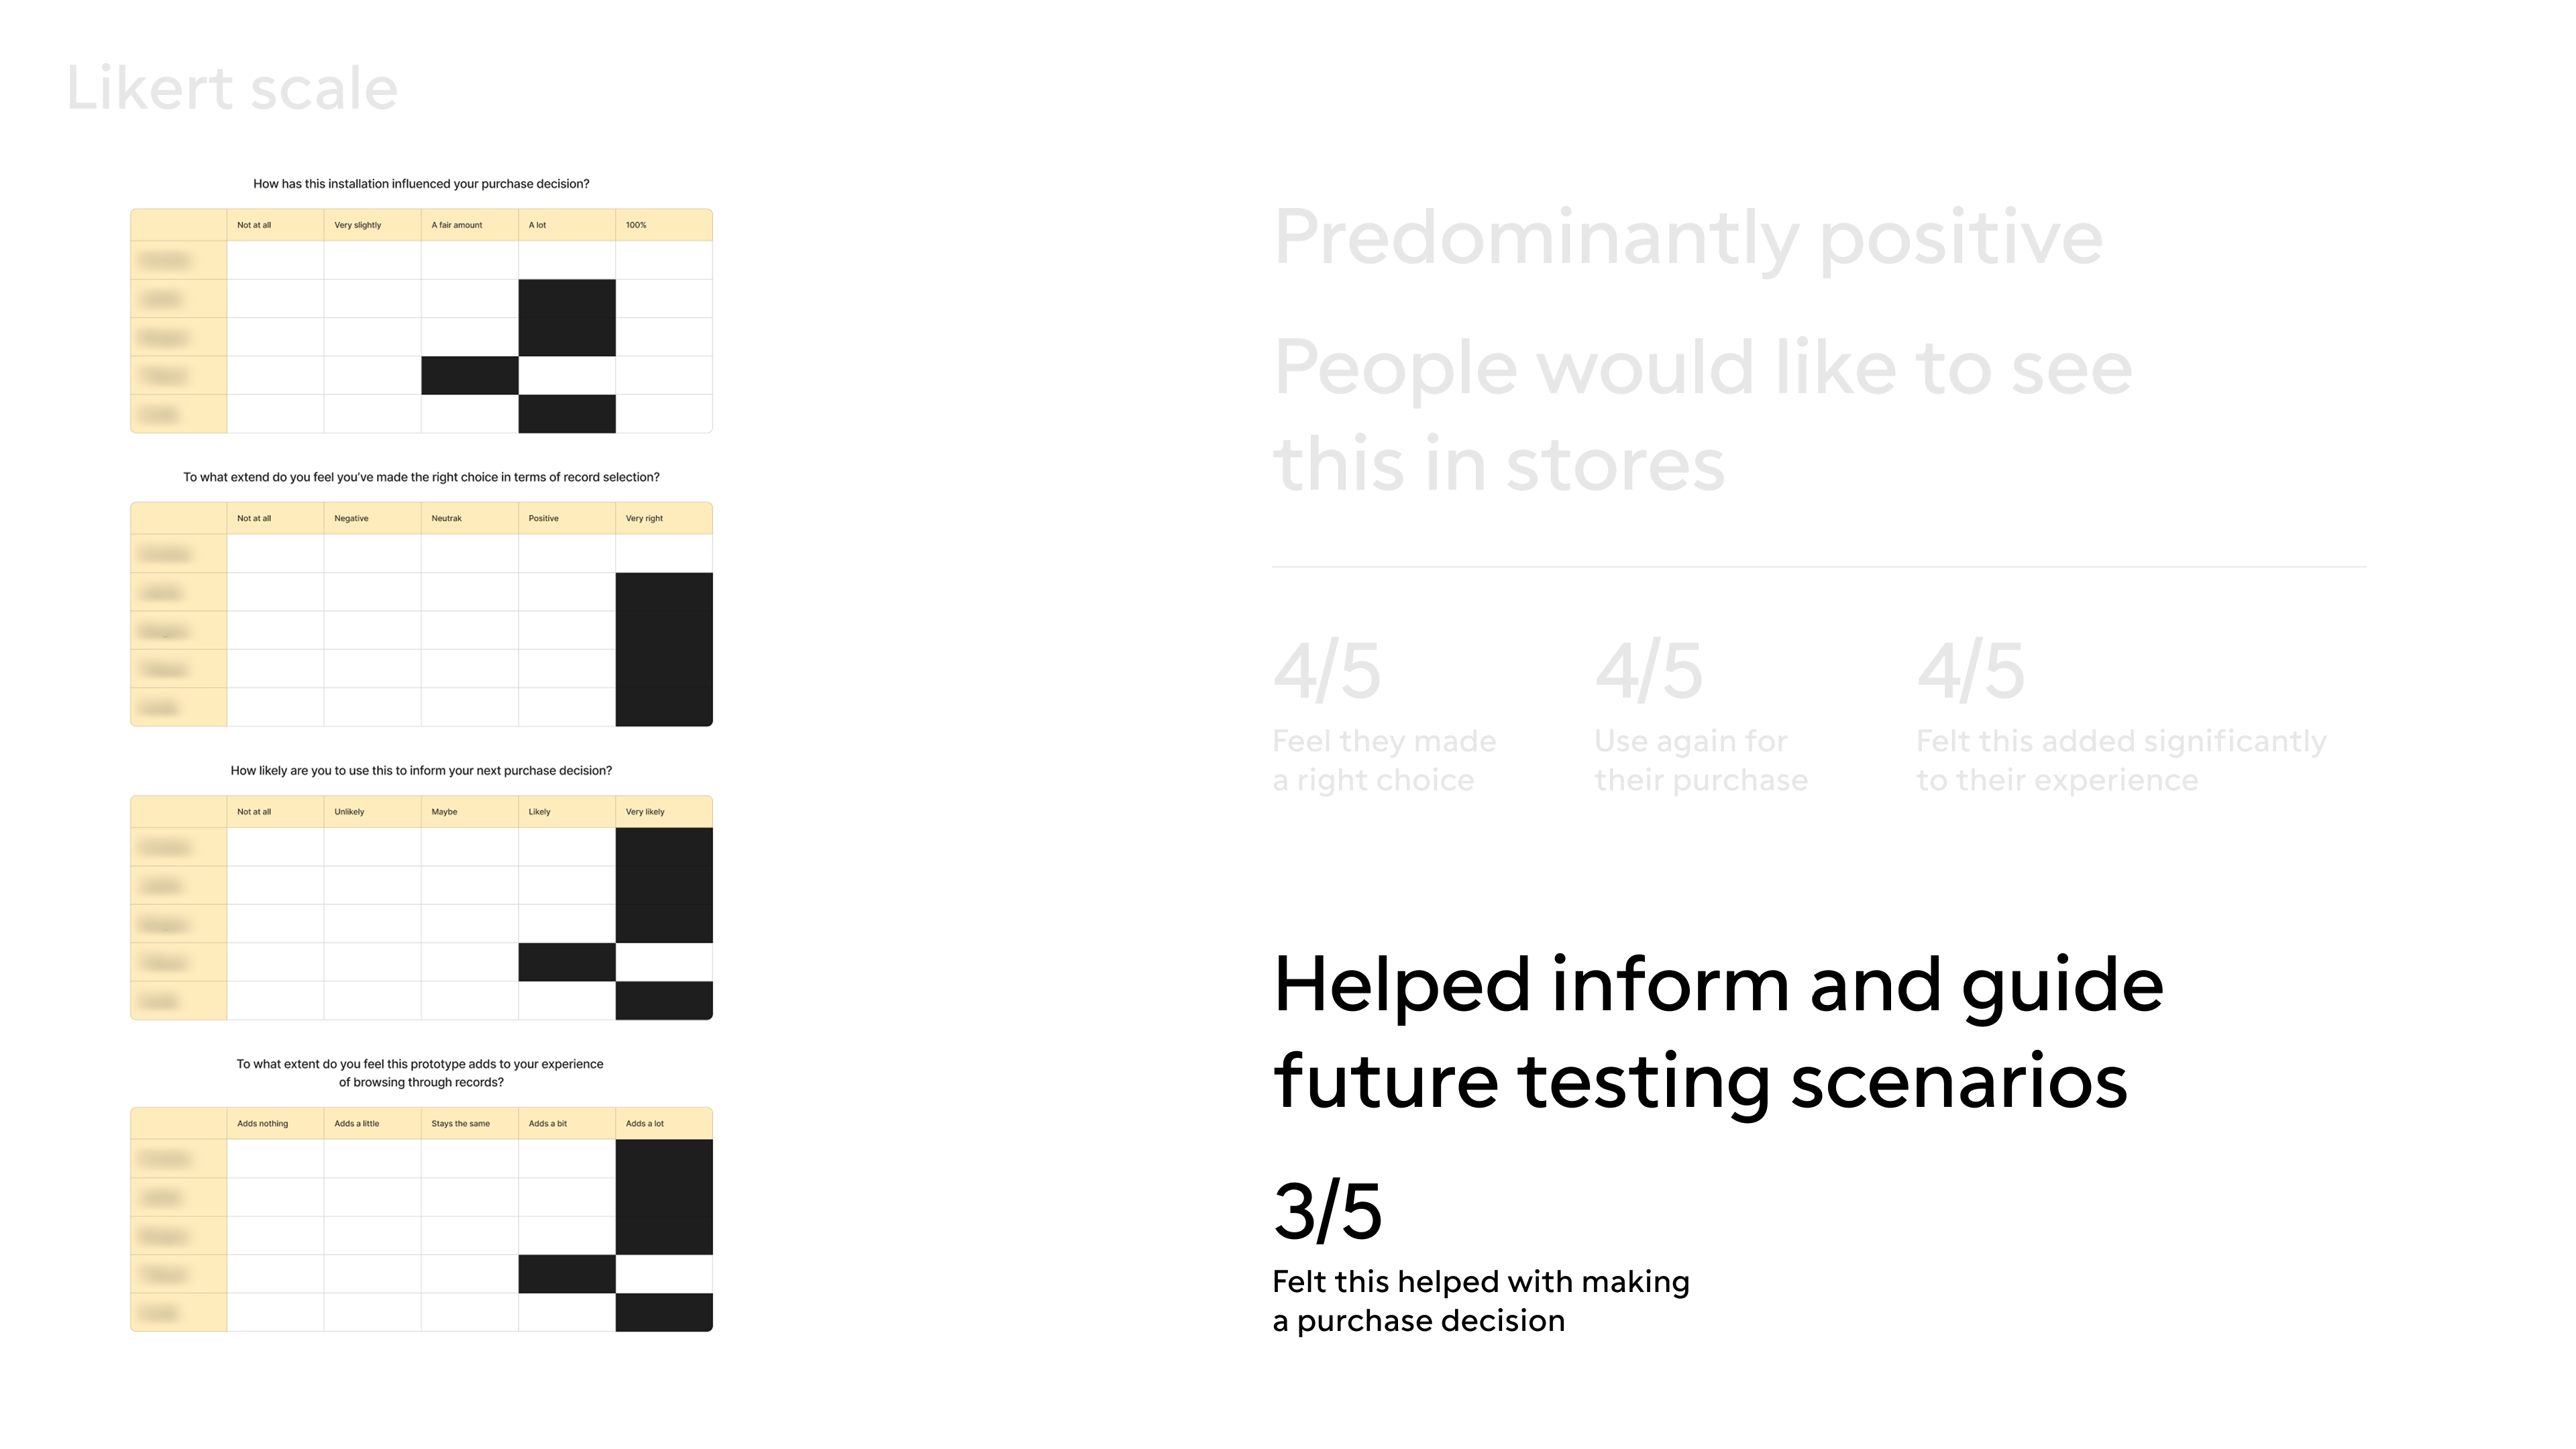 Likert scale
How has this installation influenced your purchase decision?
Not at all Very slightly A fair amount A lot 100%
To what extend do you feel you've made the right choice in terms of record selection?
Not at all Negative Neutrak Positive Very right
How likely are you to use this to inform your next purchase decision?
Not at all Unlikely Maybe Likely Very likely
To what extent do you feel this prototype adds to your experience
of browsing through records?
Adds nothing Adds a little Stays the same Adds a bit Adds a lot
Predominantly positive
People would like to see
this in stores
4/5 4/5 4/5
Feel they made Use again for Felt this added significantly
a right choice their purchase to their experience
Helped inform and guide
future testing scenarios
3/5
Felt this helped with making
a purchase decision